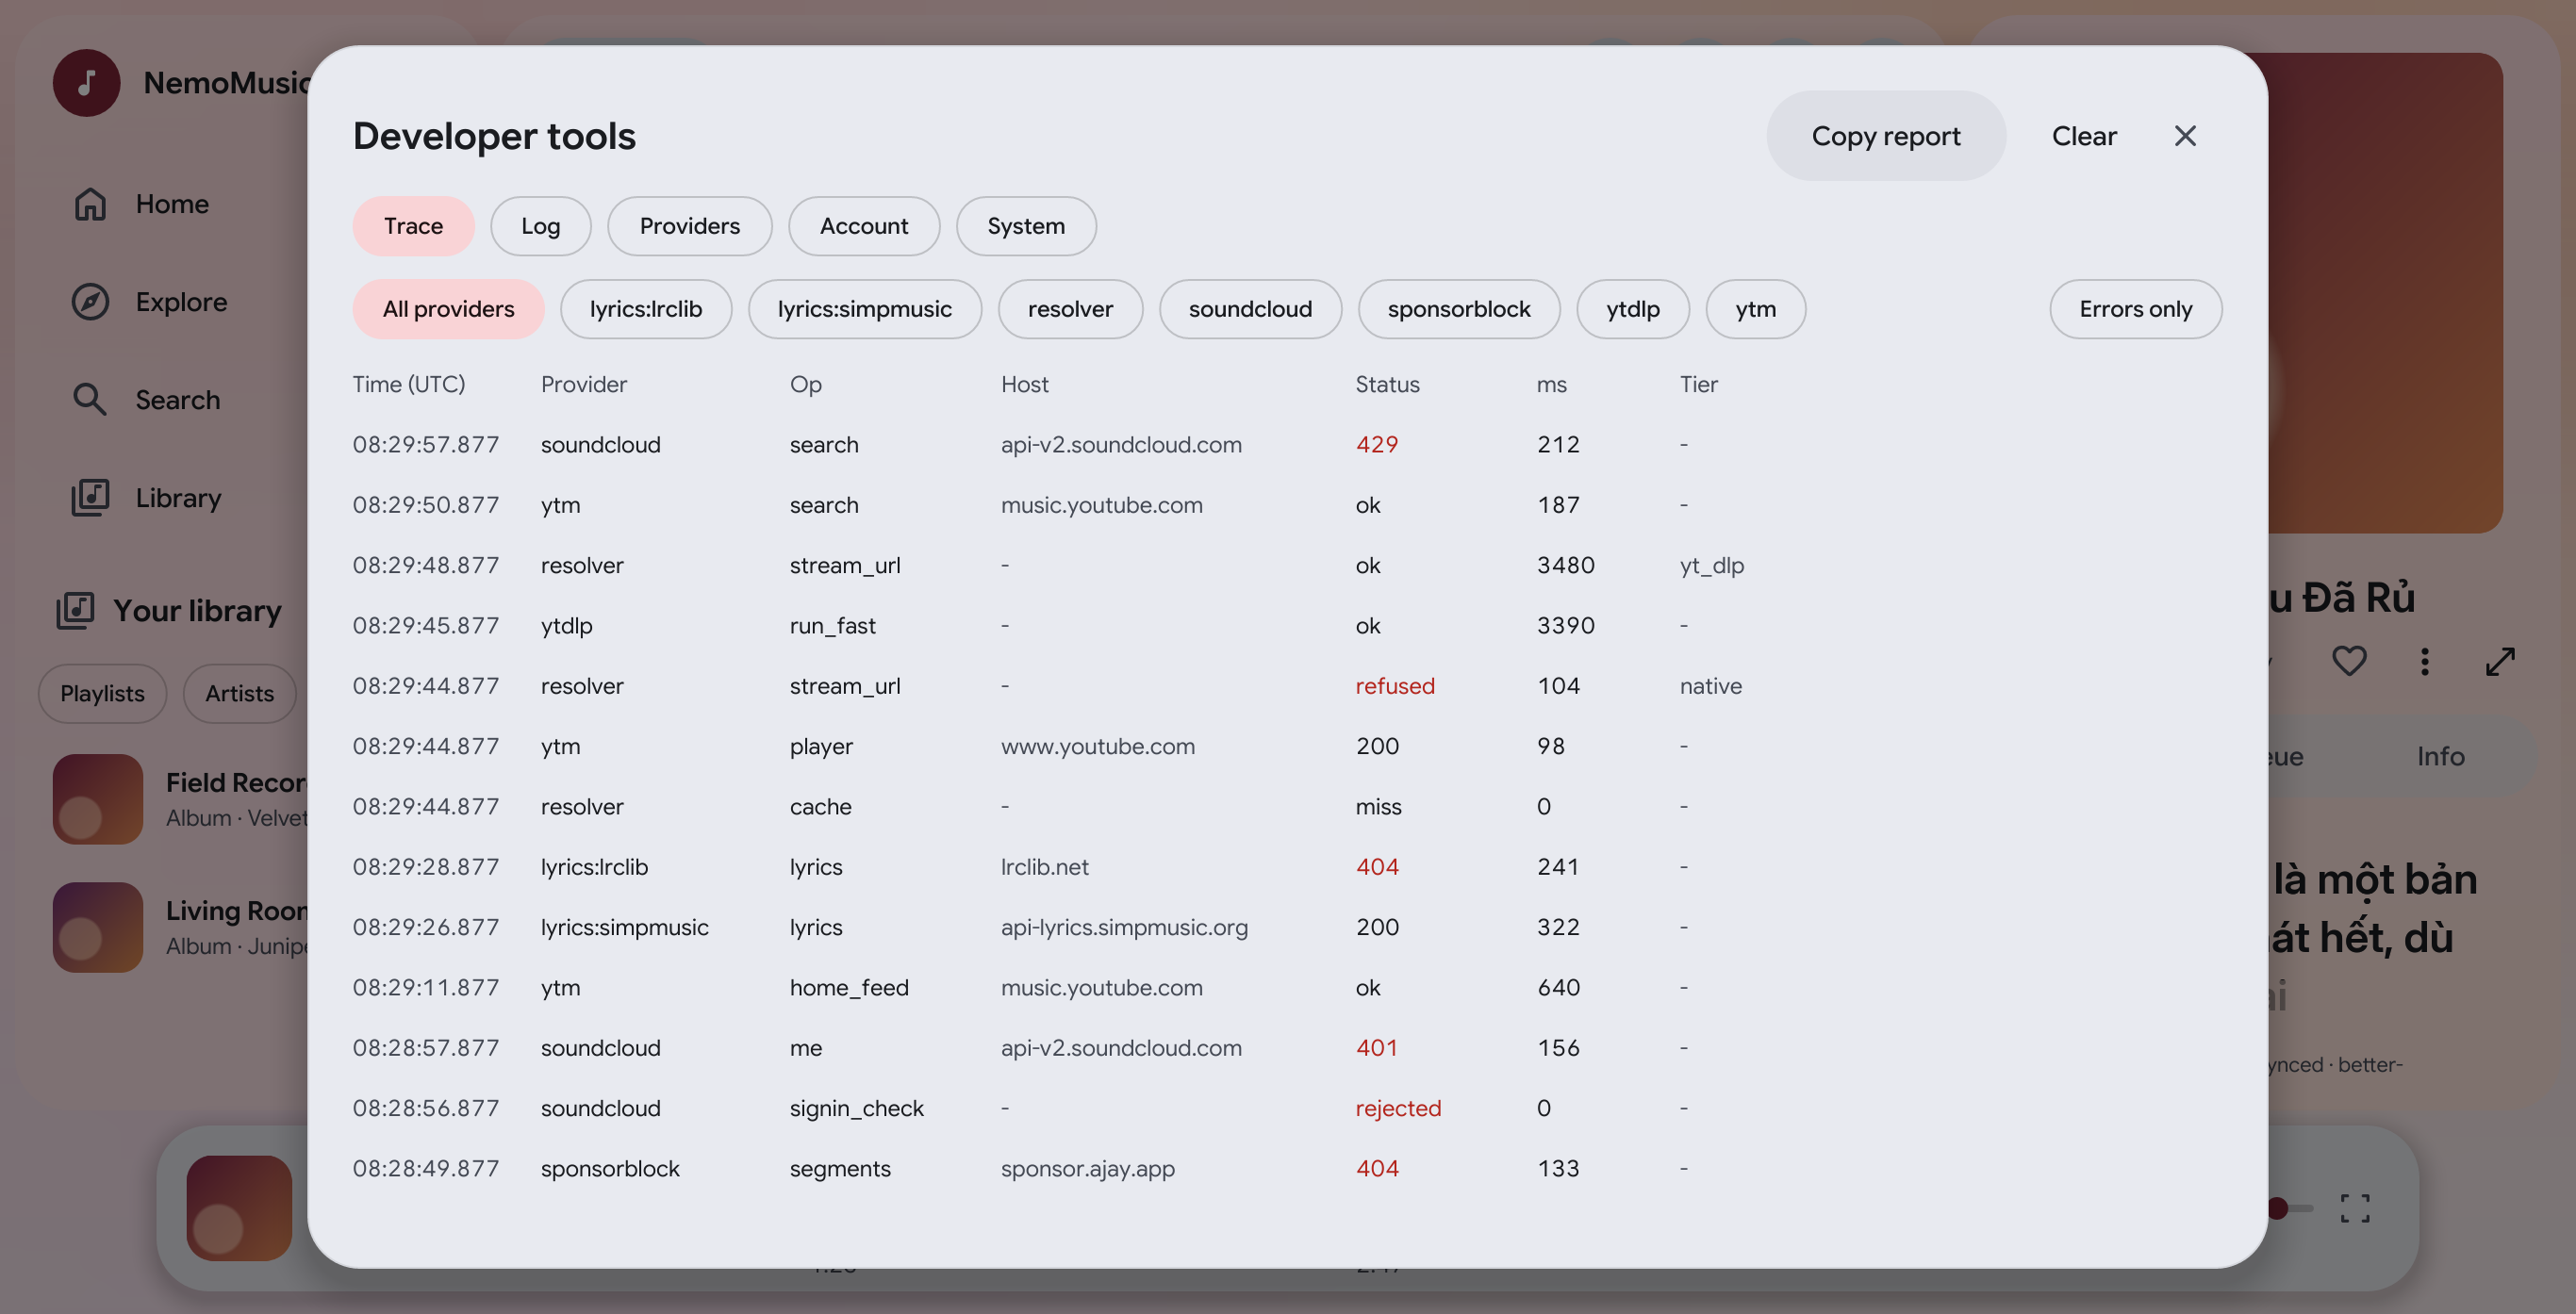 NemoMusic
Home
Explore
Search
Library
Your library
Playlists
Artists
Field Recor
Album · Velvet
Living Room
Album · Junipe
Developer tools
Copy report
Clear
Trace
Log
Providers
Account
System
All providers
lyrics:lrclib
lyrics:simpmusic
resolver
soundcloud
sponsorblock
ytdlp
ytm
Errors only
Time (UTC) Provider Op Host Status ms Tier
08:29:57.877 soundcloud search api-v2.soundcloud.com 429 212 -
08:29:50.877 ytm search music.youtube.com ok 187 -
08:29:48.877 resolver stream_url - ok 3480 yt_dlp
08:29:45.877 ytdlp run_fast - ok 3390 -
08:29:44.877 resolver stream_url - refused 104 native
08:29:44.877 ytm player www.youtube.com 200 98 -
08:29:44.877 resolver cache - miss 0 -
08:29:28.877 lyrics:lrclib lyrics lrclib.net 404 241 -
08:29:26.877 lyrics:simpmusic lyrics api-lyrics.simpmusic.org 200 322 -
08:29:11.877 ytm home_feed music.youtube.com ok 640 -
08:28:57.877 soundcloud me api-v2.soundcloud.com 401 156 -
08:28:56.877 soundcloud signin_check - rejected 0 -
08:28:49.877 sponsorblock segments sponsor.ajay.app 404 133 -
u Đã Rủ
eue
Info
là một bản
át hết, dù
ai
ynced · better-